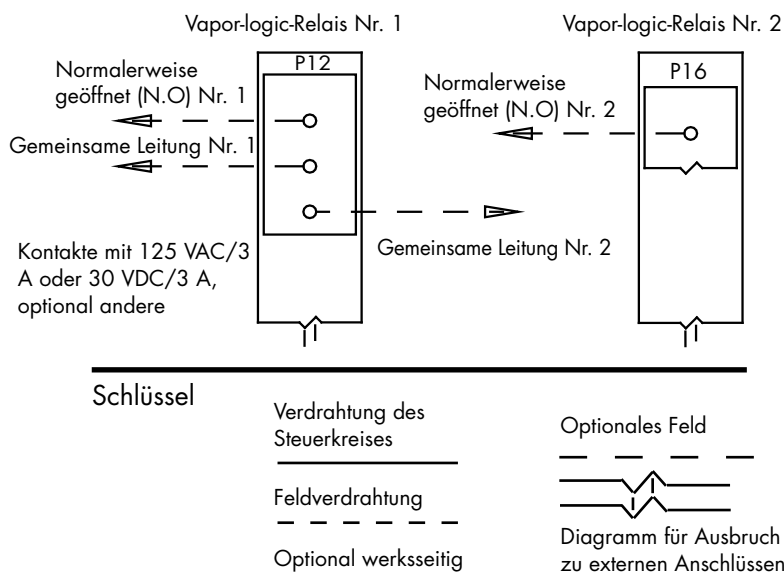 Vapor-logic-Relais Nr. 1
P12
Normalerweise
geöffnet (N.O) Nr. 1
Gemeinsame Leitung Nr. 1
Kontakte mit 125 VAC/3
A oder 30 VDC/3 A,
optional andere
Vapor-logic-Relais Nr. 2
P16
Normalerweise
geöffnet (N.O) Nr. 2
Gemeinsame Leitung Nr. 2
Schlüssel
Verdrahtung des
Steuerkreises
Feldverdrahtung
Optional werksseitig
Optionales Feld
Diagramm für Ausbruch
zu externen Anschlüssen